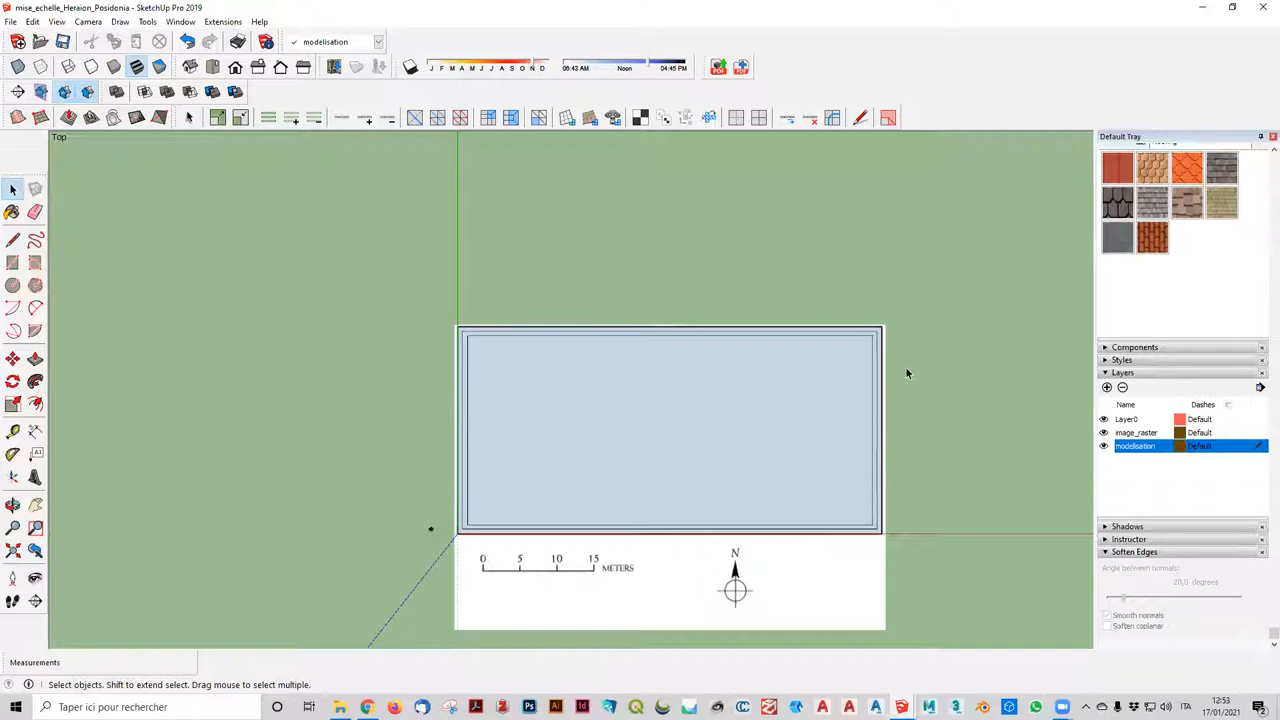 mise_echelle_Heraion_Posidonia - SketchUp Pro 2019
File Edit View Camera Draw Tools Window Extensions Help
modelisation
J F M A M J J A S O N D
06:43 AM Noon 04:45 PM
Top
Default Tray
Components
Styles
Layers
Name Dashes
Layer0 Default
image_raster Default
modelisation Default
0 5 10 15
METERS
N
Shadows
Instructor
Soften Edges
Angle between normals:
20,0 degrees
Smooth normals
Soften coplanar
Measurements
Select objects. Shift to extend select. Drag mouse to select multiple.
Taper ici pour rechercher
ITA
12:53
17/01/2021